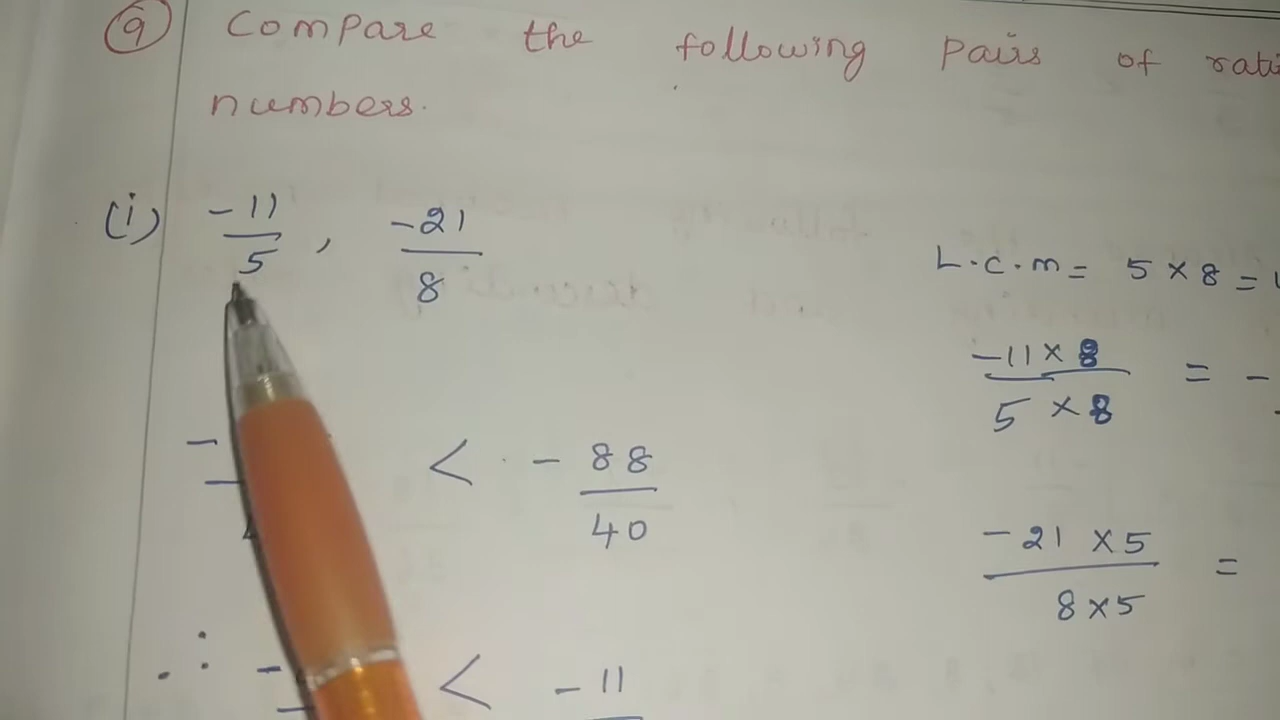 9 Compare the following pairs of
numbers.
(i) -11/5 , -21/8
L.C.M = 5 × 8 =
-11 × 8 / 5 × 8 = -
- < - 88/40
-21 × 5 / 8 × 5 =
∴ - < -11